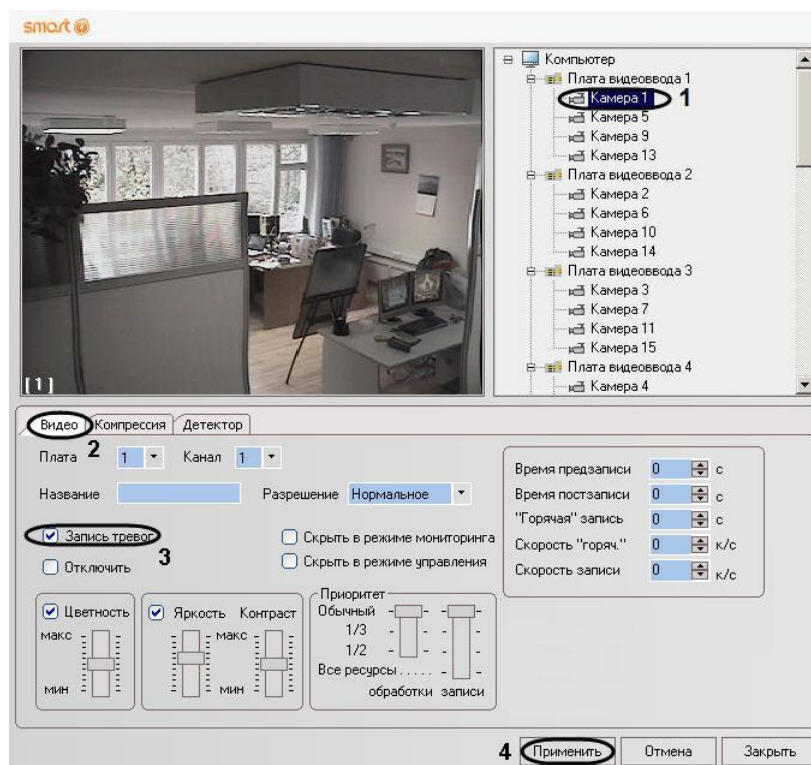 smart
Компьютер
Плата видеоввода 1
Камера 1 1
Камера 5
Камера 9
Камера 13
Плата видеоввода 2
Камера 2
Камера 6
Камера 10
Камера 14
Плата видеоввода 3
Камера 3
Камера 7
Камера 11
Камера 15
Плата видеоввода 4
Камера 4
[1]
Видео Компрессия Детектор
2
Плата 1 Канал 1
Название Разрешение Нормальное
Запись тревог
3
Отключить
Скрыть в режиме мониторинга
Скрыть в режиме управления
Время предзаписи 0 с
Время постзаписи 0 с
"Горячая" запись 0 с
Скорость "горяч." 0 к/с
Скорость записи 0 к/с
Цветность
макс
мин
Яркость Контраст
макс
мин
Приоритет
Обычный
1/3
1/2
Все ресурсы . . . . .
обработки записи
4 Применить Отмена Закрыть